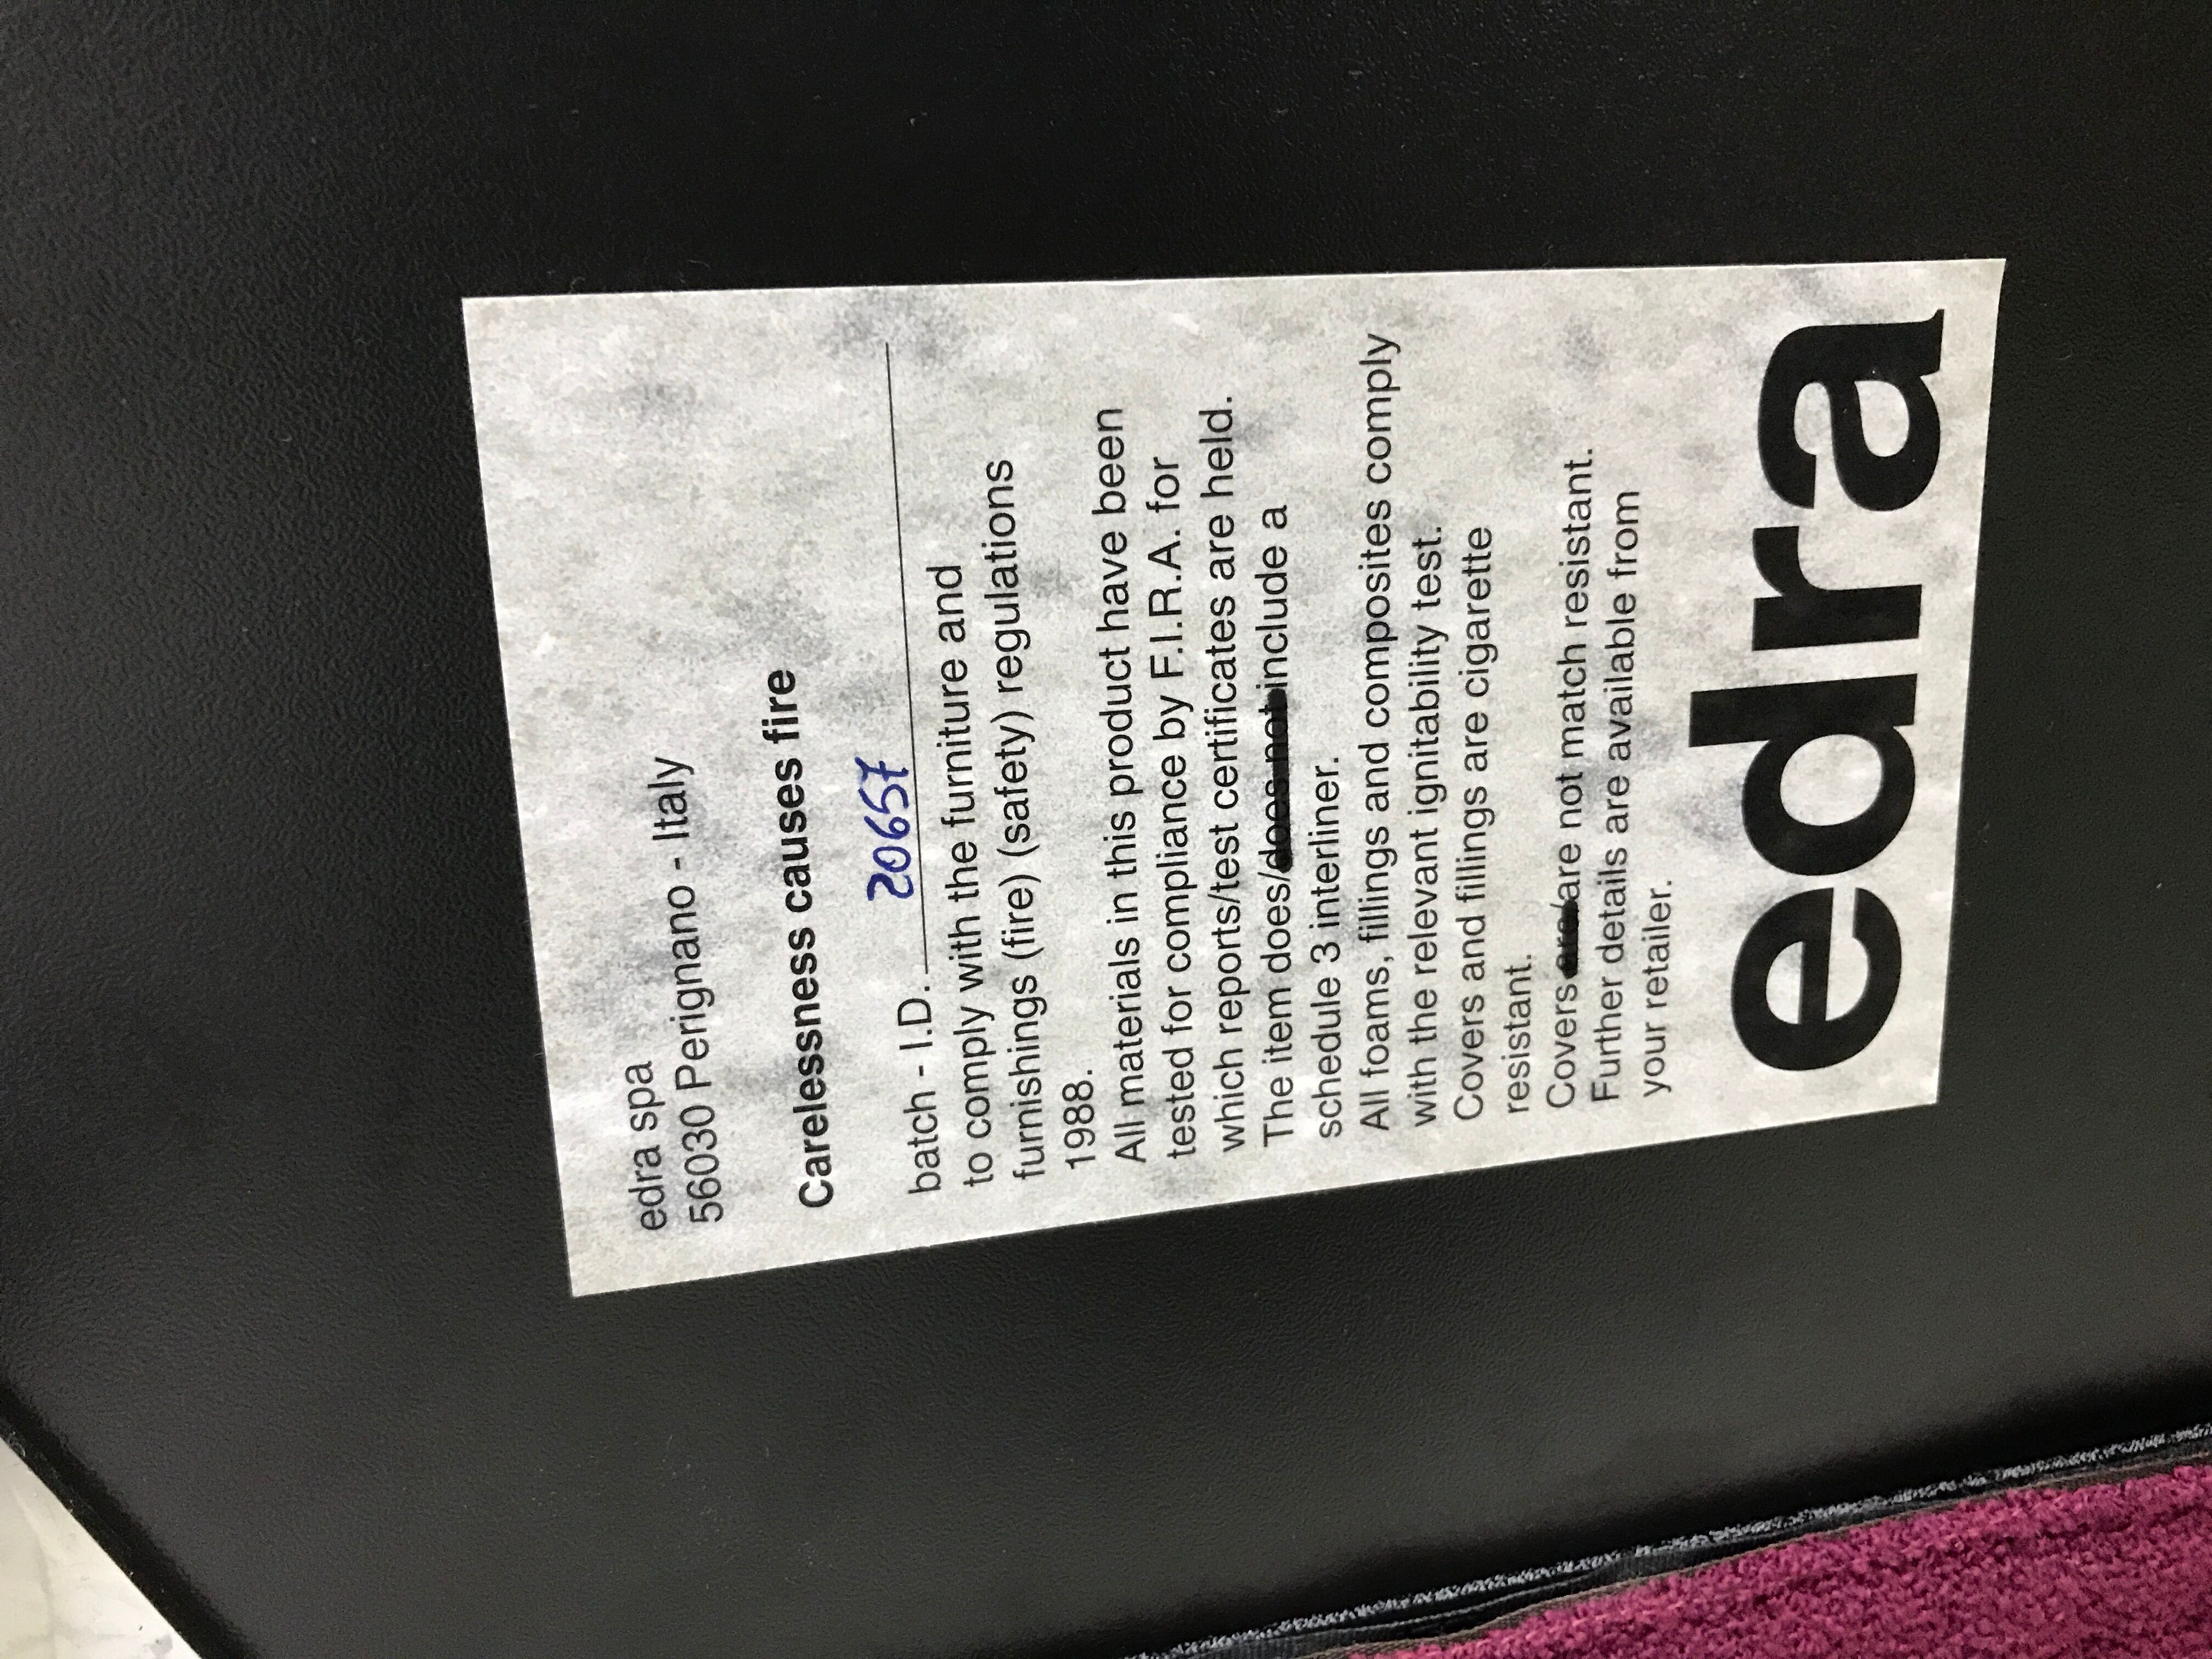 edra spa
56030 Perignano - Italy
Carelessness causes fire
batch - I.D. 20657
to comply with the furniture and
furnishings (fire) (safety) regulations
1988.
All materials in this product have been
tested for compliance by F.I.R.A. for
which reports/test certificates are held.
The item does/does not include a
schedule 3 interliner.
All foams, fillings and composites comply
with the relevant ignitability test.
Covers and fillings are cigarette
resistant.
Covers are/are not match resistant.
Further details are available from
your retailer.
edra